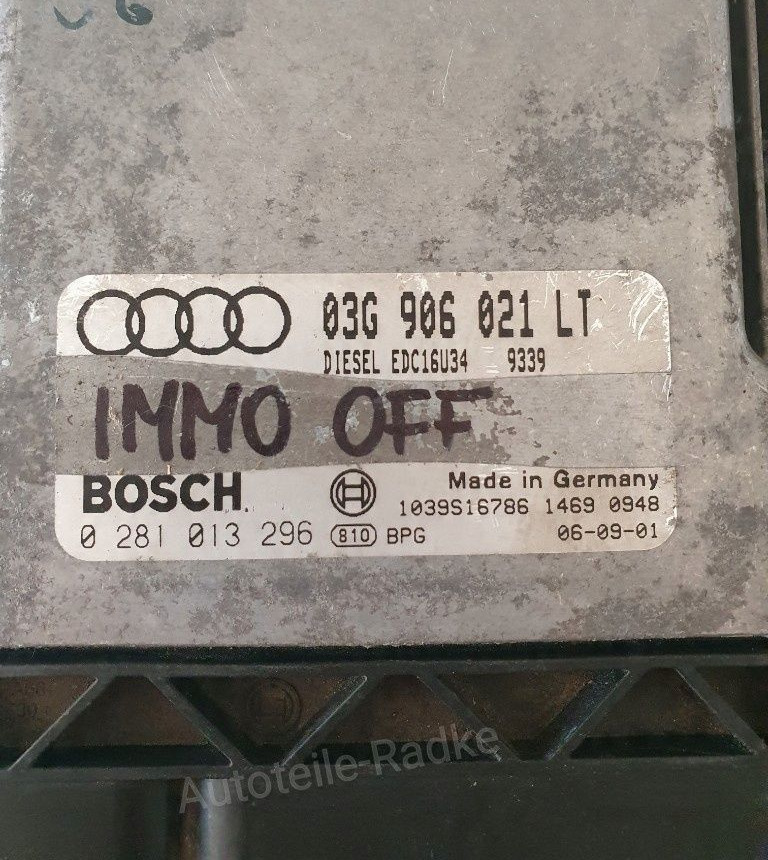 03G 906 021 LT
DIESEL EDC16U34 9339
IMMO OFF
BOSCH Made in Germany
1039S16786 1469 0948
0 281 013 296 810 BPG 06-09-01
Autoteile-Radke